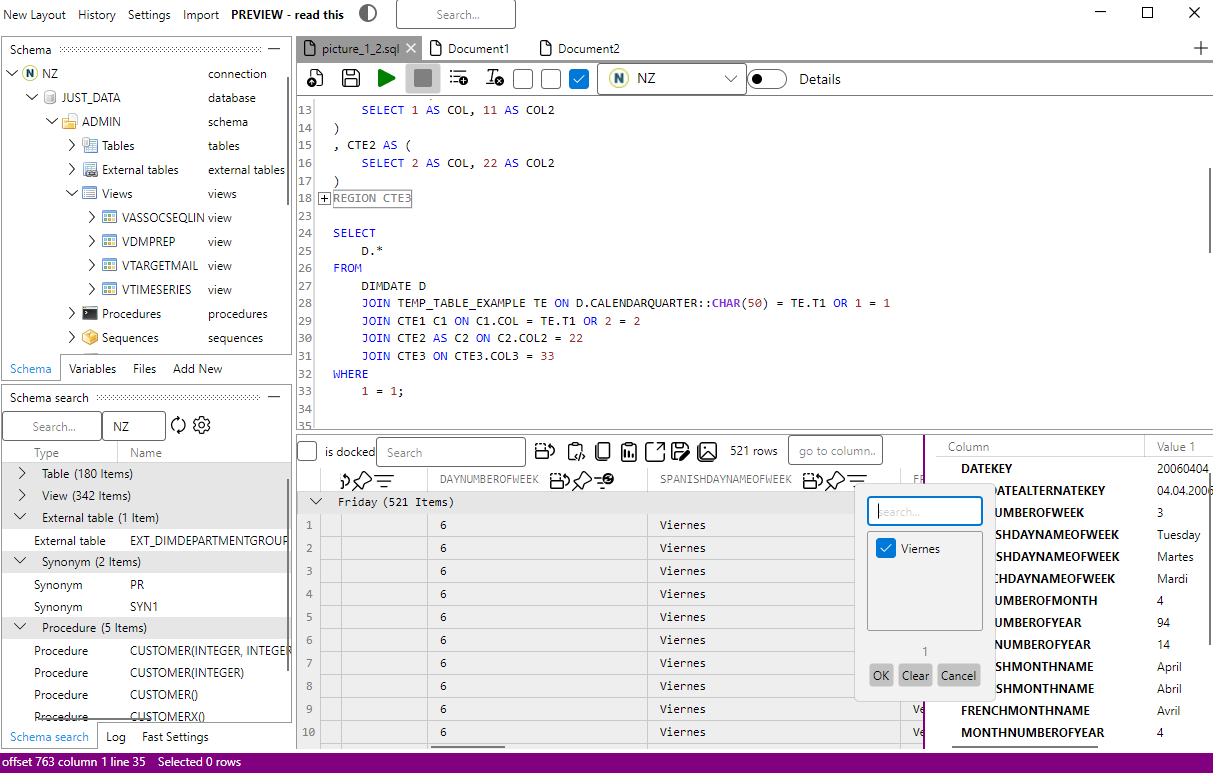 New Layout History Settings Import PREVIEW - read this Search...
Schema
NZ connection
JUST_DATA database
ADMIN schema
Tables tables
External tables external tables
Views views
VASSOCSEQLIN view
VDMPREP view
VTARGETMAIL view
VTIMESERIES view
Procedures procedures
Sequences sequences
Schema Variables Files Add New
Schema search
Search... NZ
Type Name
Table (180 Items)
View (342 Items)
External table (1 Item)
External table EXT_DIMDEPARTMENTGROUP
Synonym (2 Items)
Synonym PR
Synonym SYN1
Procedure (5 Items)
Procedure CUSTOMER(INTEGER, INTEGER
Procedure CUSTOMER(INTEGER)
Procedure CUSTOMER()
Procedure CUSTOMERX()
Schema search Log Fast Settings
picture_1_2.sql Document1 Document2
N NZ Details
13 SELECT 1 AS COL, 11 AS COL2
14 )
15 , CTE2 AS (
16 SELECT 2 AS COL, 22 AS COL2
17 )
18 REGION CTE3
23
24 SELECT
25 D.*
26 FROM
27 DIMDATE D
28 JOIN TEMP_TABLE_EXAMPLE TE ON D.CALENDARQUARTER::CHAR(50) = TE.T1 OR 1 = 1
29 JOIN CTE1 C1 ON C1.COL = TE.T1 OR 2 = 2
30 JOIN CTE2 AS C2 ON C2.COL2 = 22
31 JOIN CTE3 ON CTE3.COL3 = 33
32 WHERE
33 1 = 1;
34
35
is docked Search 521 rows go to column..
DAYNUMBEROFWEEK SPANISHDAYNAMEOFWEEK FF
Friday (521 Items)
1 6 Viernes
2 6 Viernes
3 6 Viernes
4 6 Viernes
5 6 Viernes
6 6 Viernes
7 6 Viernes
8 6 Viernes
9 6 Viernes Ve
10 6 Viernes Ve
search...
Viernes
1
OK Clear Cancel
Column Value 1
DATEKEY 20060404
DATEALTERNATEKEY 04.04.2006
UMBEROFWEEK 3
SHDAYNAMEOFWEEK Tuesday
SHDAYNAMEOFWEEK Martes
CHDAYNAMEOFWEEK Mardi
UMBEROFMONTH 4
UMBEROFYEAR 94
NUMBEROFYEAR 14
SHMONTHNAME April
SHMONTHNAME Abril
FRENCHMONTHNAME Avril
MONTHNUMBEROFYEAR 4
offset 763 column 1 line 35 Selected 0 rows